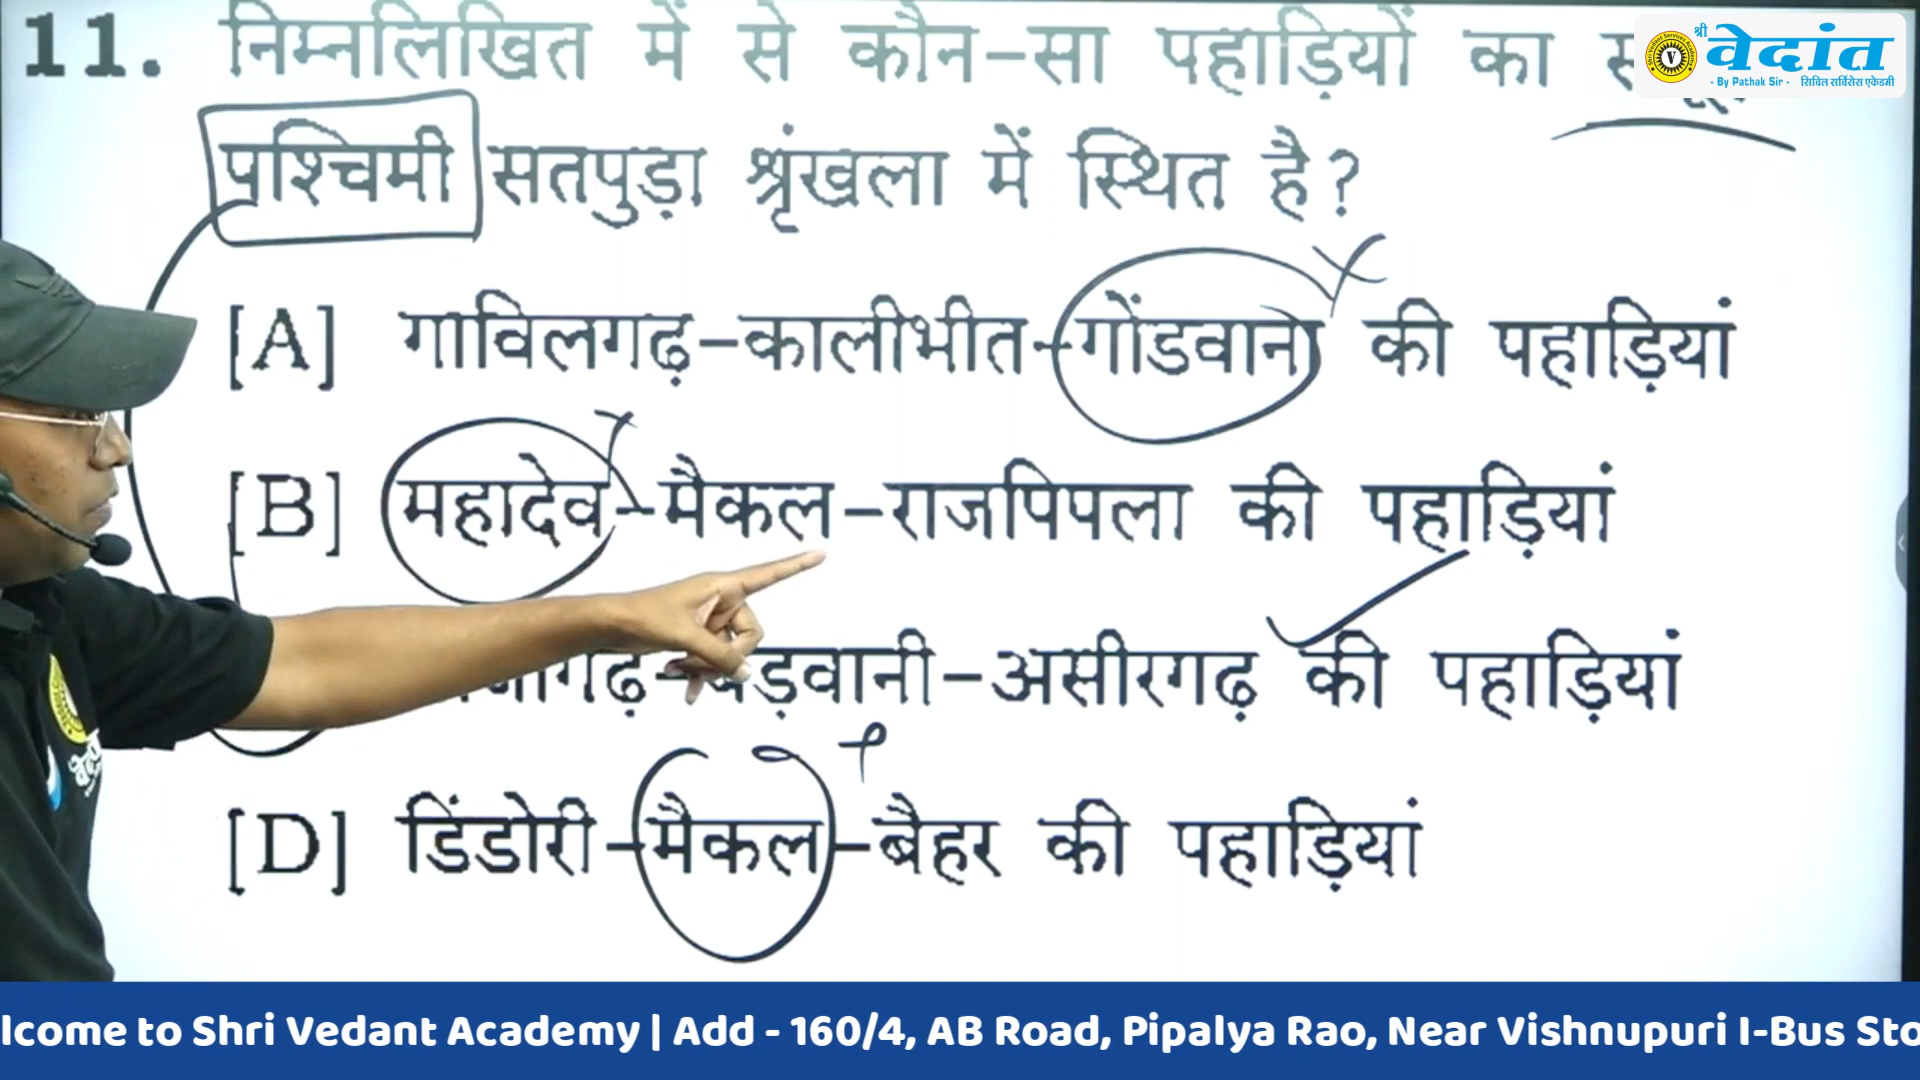 11. निम्नलिखित में से कौन-सा पहाड़ियों का
पश्चिमी सतपुड़ा श्रृंखला में स्थित है?
[A] गाविलगढ़-कालीभीत-गोंडवाना की पहाड़ियां
[B] महादेव-मैकल-राजपिपला की पहाड़ियां
बड़वानी-असीरगढ़ की पहाड़ियां
[D] डिंडोरी-मैकल-बैहर की पहाड़ियां
श्री वेदांत
- By Pathak Sir - सिविल सर्विसेस एकेडमी
lcome to Shri Vedant Academy | Add - 160/4, AB Road, Pipalya Rao, Near Vishnupuri I-Bus Sto